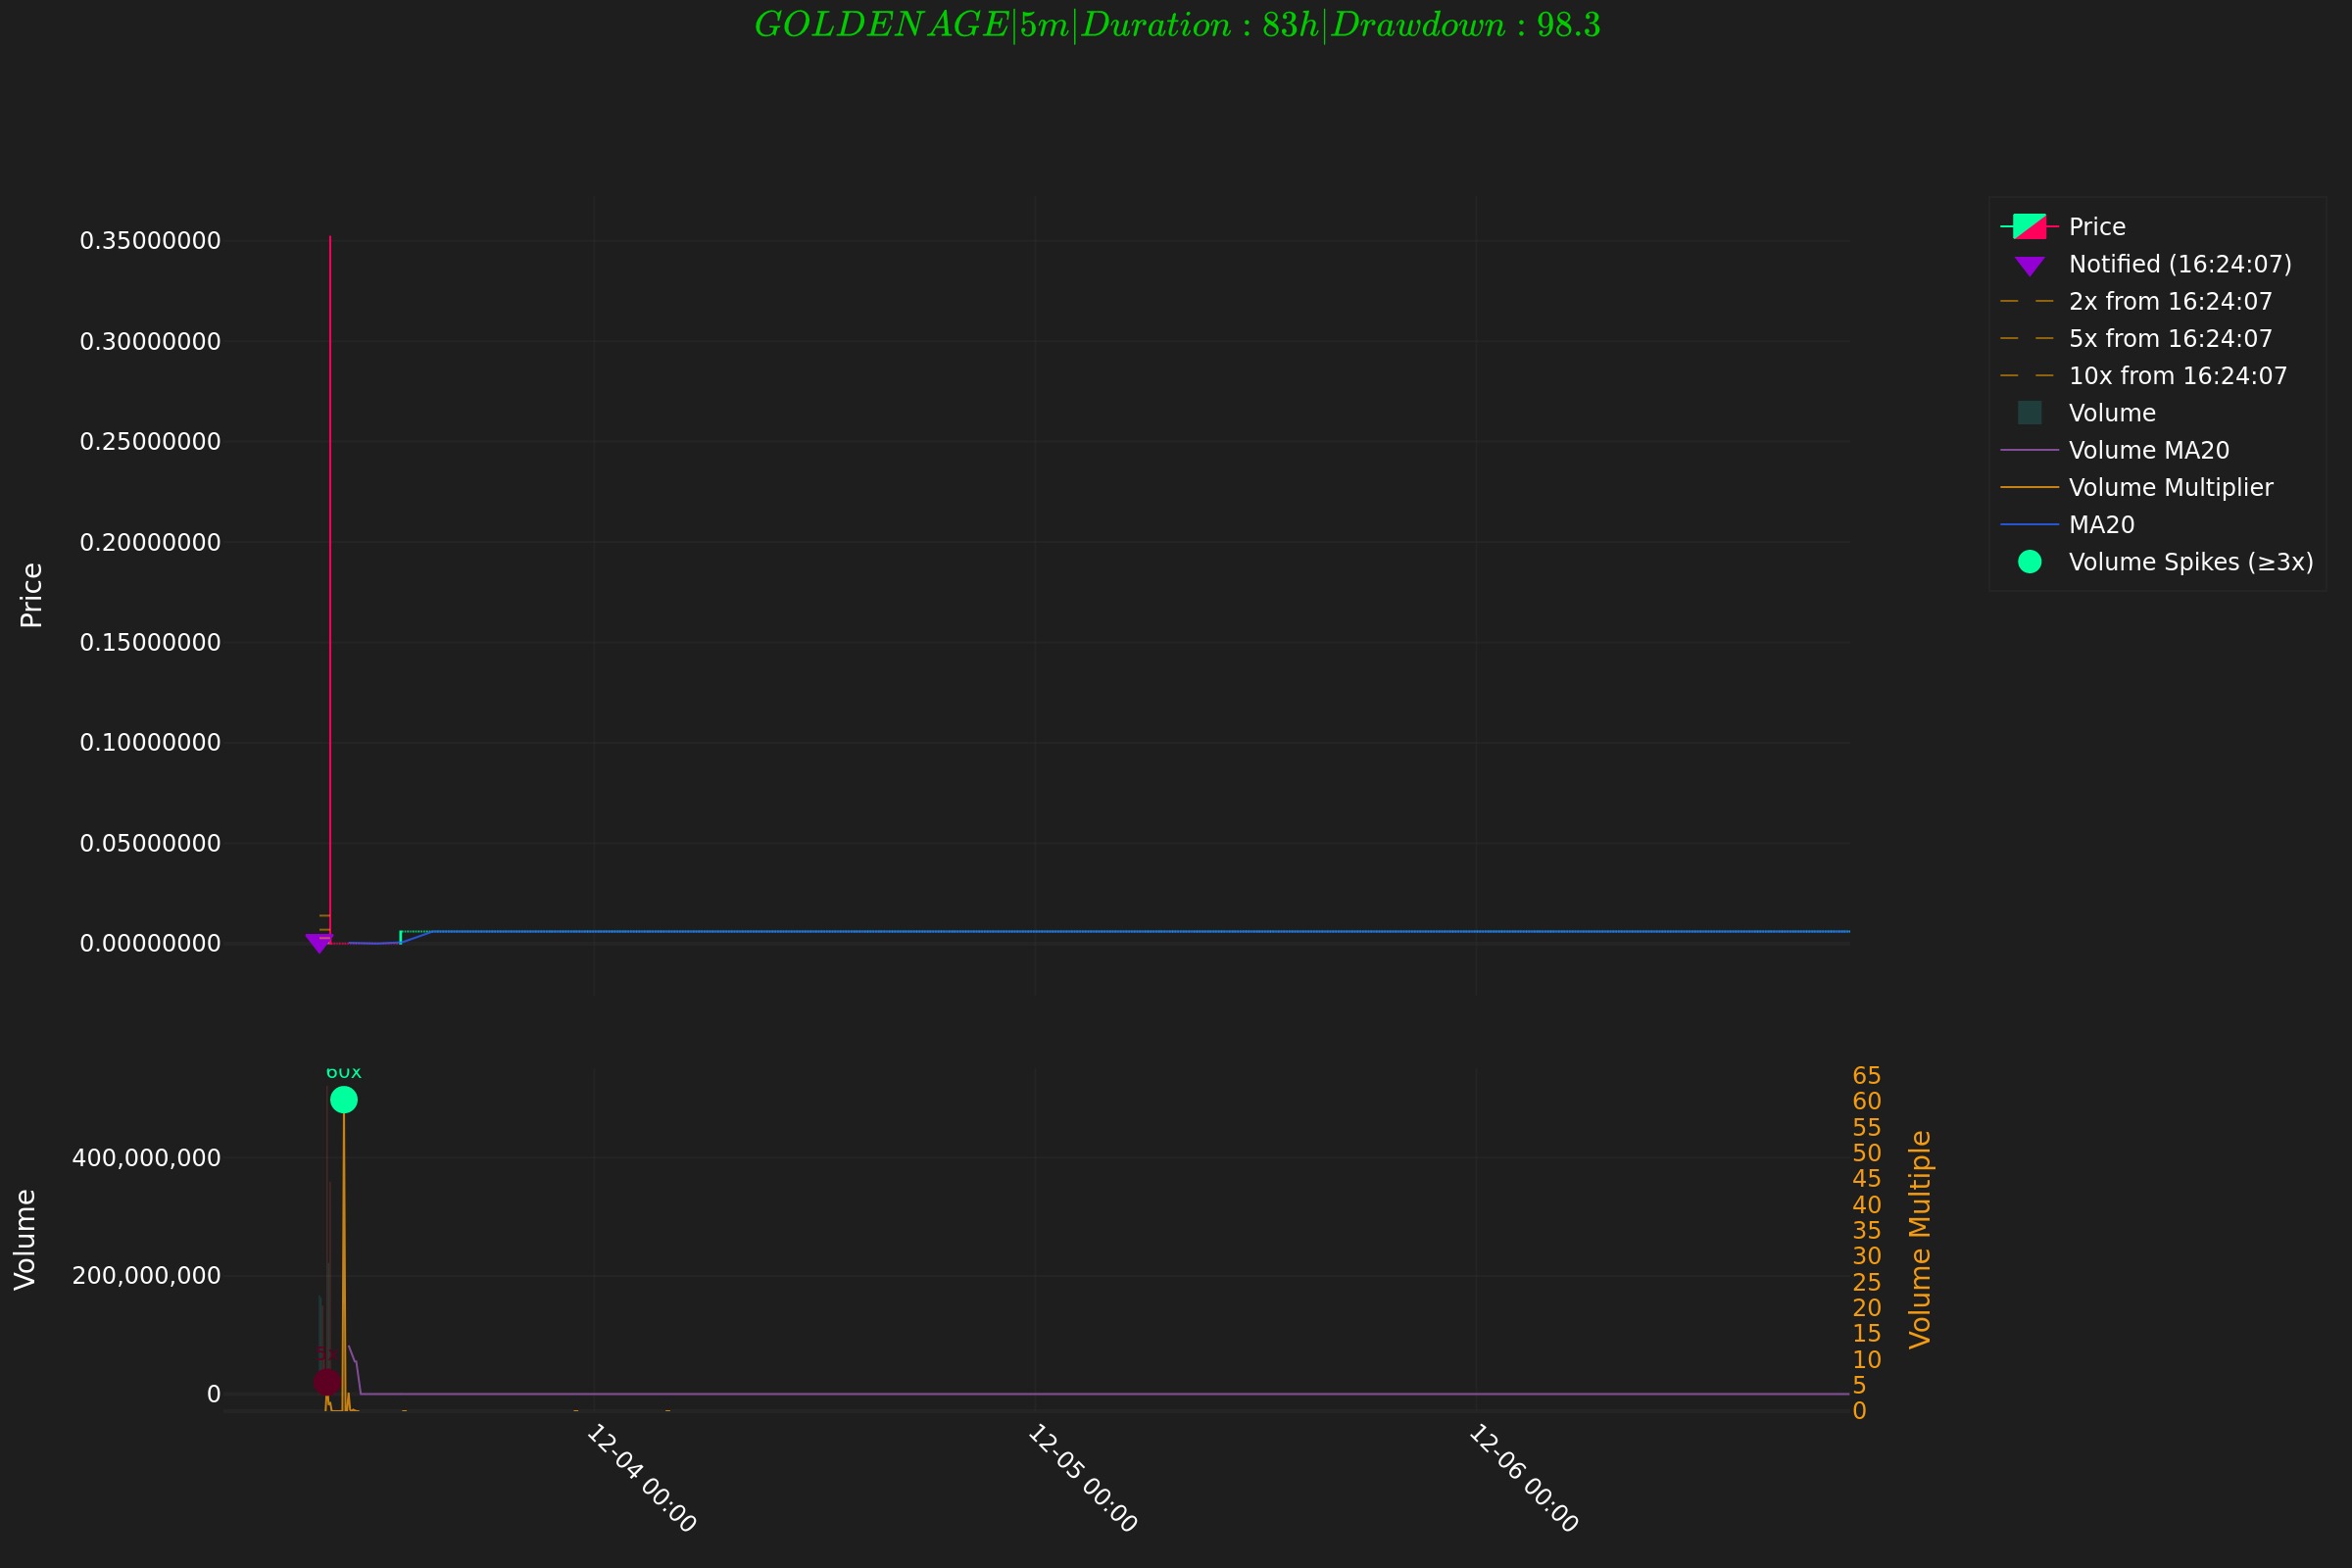 GOLDENAGE|5m|Duration : 83h|Drawdown : 98.3
0.35000000
0.30000000
0.25000000
0.20000000
0.15000000
0.10000000
0.05000000
0.00000000
Price
Price
Notified (16:24:07)
2x from 16:24:07
5x from 16:24:07
10x from 16:24:07
Volume
Volume MA20
Volume Multiplier
MA20
Volume Spikes (≥3x)
60x
400,000,000
200,000,000
0
Volume
65
60
55
50
45
40
35
30
25
20
15
10
5
0
Volume Multiple
12-04 00:00
12-05 00:00
12-06 00:00